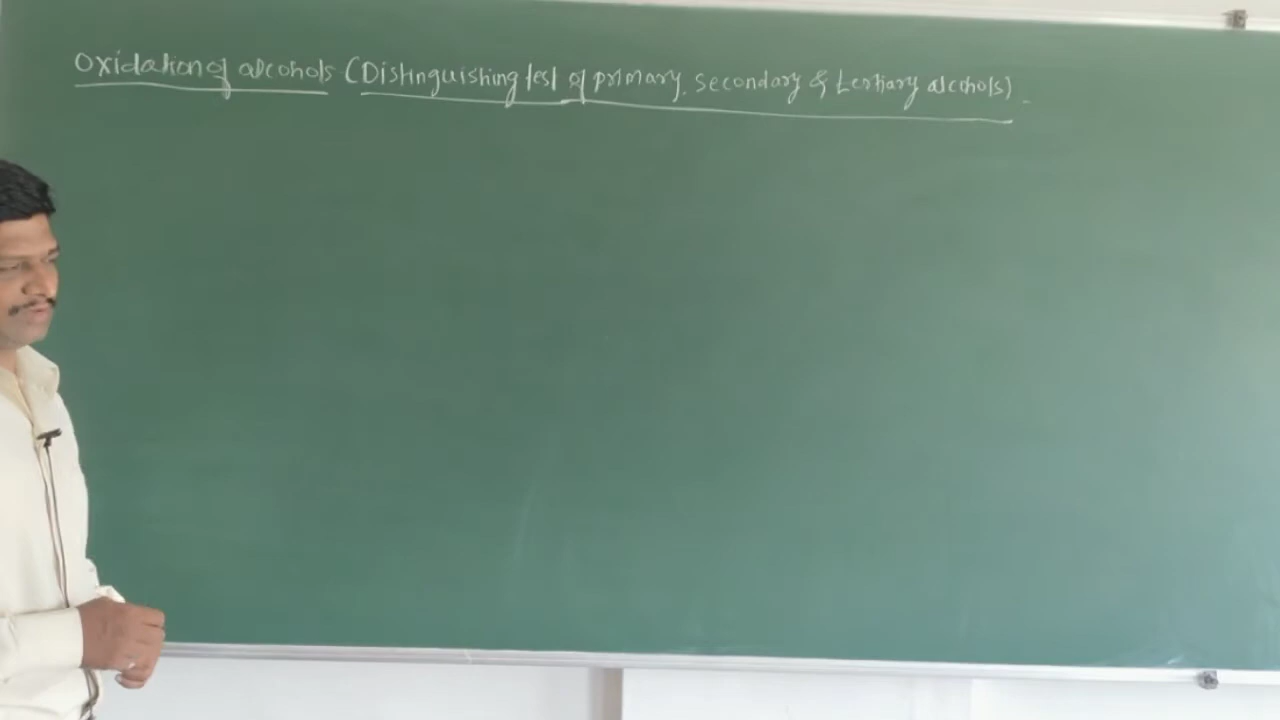 Oxidation of alcohols (Distinguishing test of primary, secondary & tertiary alcohols).